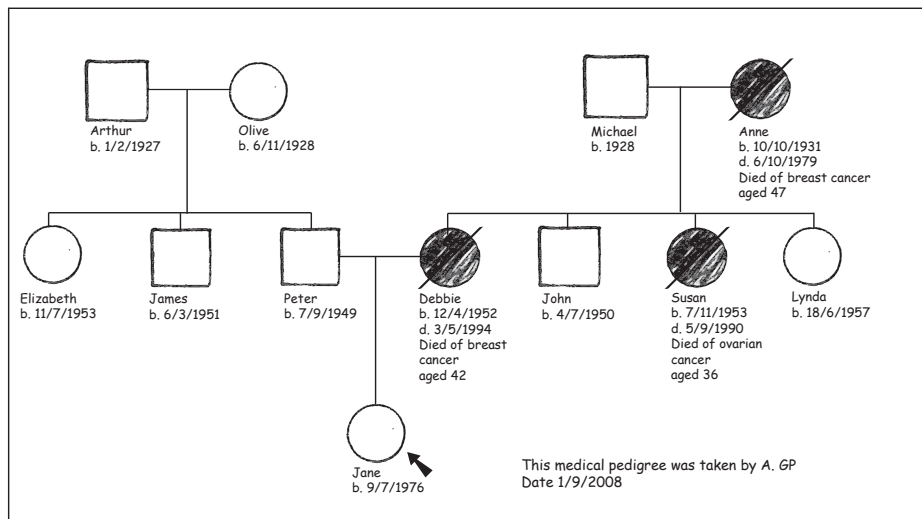 Arthur
b. 1/2/1927
Olive
b. 6/11/1928
Michael
b. 1928
Anne
b. 10/10/1931
d. 6/10/1979
Died of breast cancer
aged 47
Elizabeth
b. 11/7/1953
James
b. 6/3/1951
Peter
b. 7/9/1949
Debbie
b. 12/4/1952
d. 3/5/1994
Died of breast
cancer
aged 42
John
b. 4/7/1950
Susan
b. 7/11/1953
d. 5/9/1990
Died of ovarian
cancer
aged 36
Lynda
b. 18/6/1957
Jane
b. 9/7/1976
This medical pedigree was taken by A. GP
Date 1/9/2008